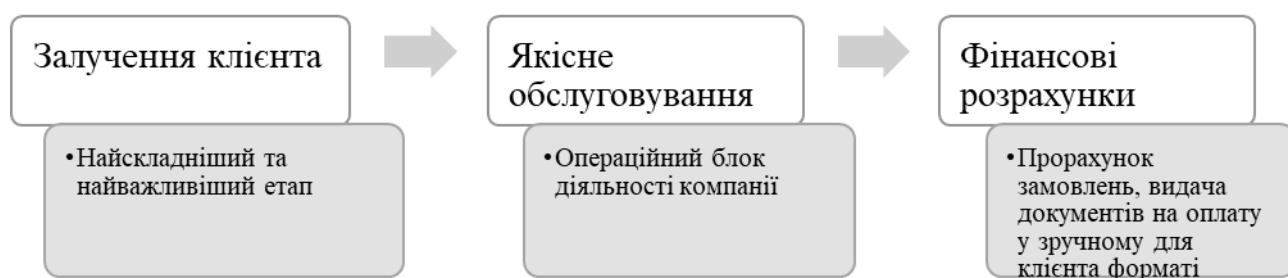 Залучення клієнта
•Найскладніший та
найважливіший етап
Якісне
обслуговування
•Операційний блок
діяльності компанії
Фінансові
розрахунки
•Прорахунок
замовлень, видача
документів на оплату
у зручному для
клієнта форматі